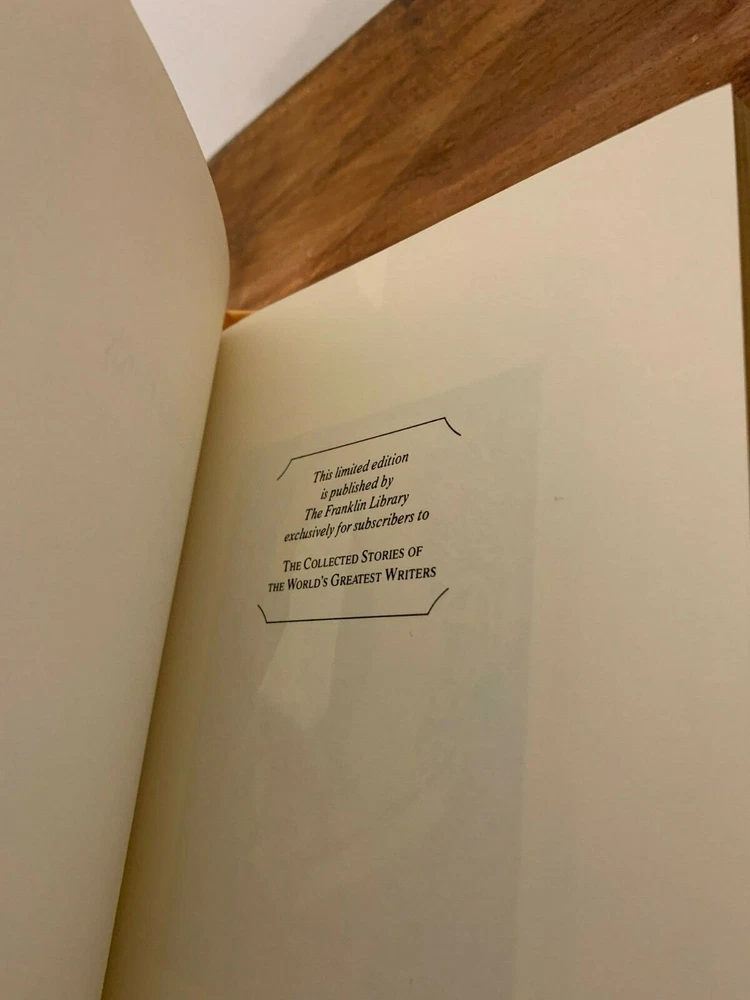 This limited edition
is published by
The Franklin Library
exclusively for subscribers to
THE COLLECTED STORIES OF
THE WORLD'S GREATEST WRITERS